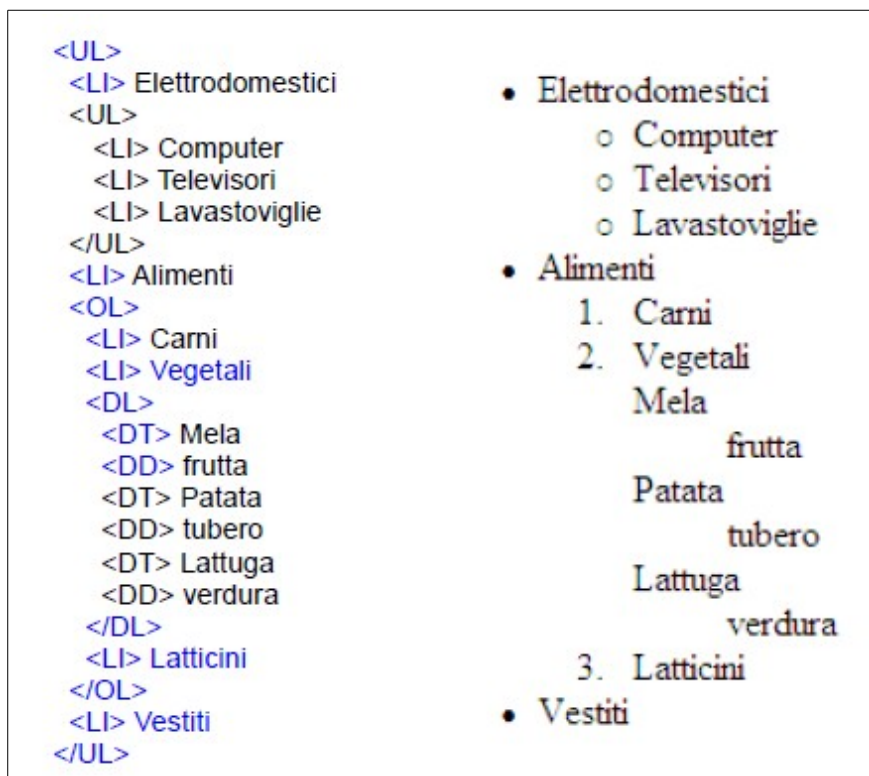 <UL>
<LI> Elettrodomestici
<UL>
<LI> Computer
<LI> Televisori
<LI> Lavastoviglie
</UL>
<LI> Alimenti
<OL>
<LI> Carni
<LI> Vegetali
<DL>
<DT> Mela
<DD> frutta
<DT> Patata
<DD> tubero
<DT> Lattuga
<DD> verdura
</DL>
<LI> Latticini
</OL>
<LI> Vestiti
</UL>
• Elettrodomestici
o Computer
o Televisori
o Lavastoviglie
• Alimenti
1. Carni
2. Vegetali
Mela
frutta
Patata
tubero
Lattuga
verdura
3. Latticini
• Vestiti